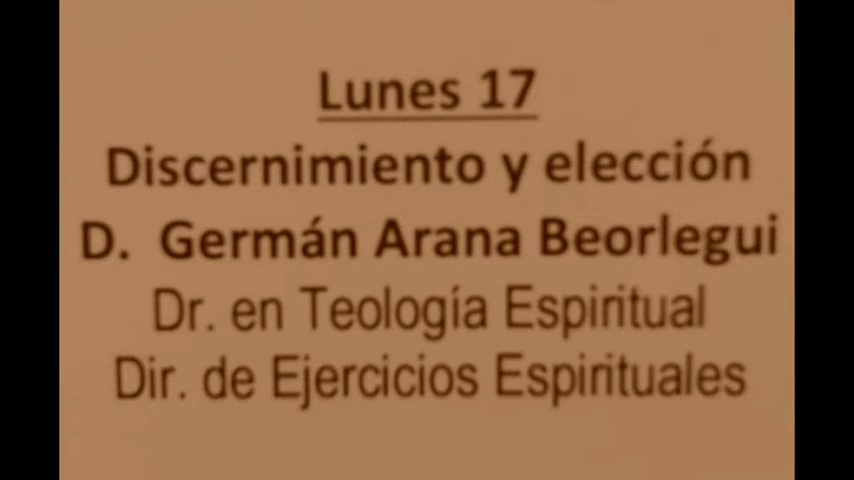 Lunes 17
Discernimiento y elección
D. Germán Arana Beorlegui
Dr. en Teología Espiritual
Dir. de Ejercicios Espirituales